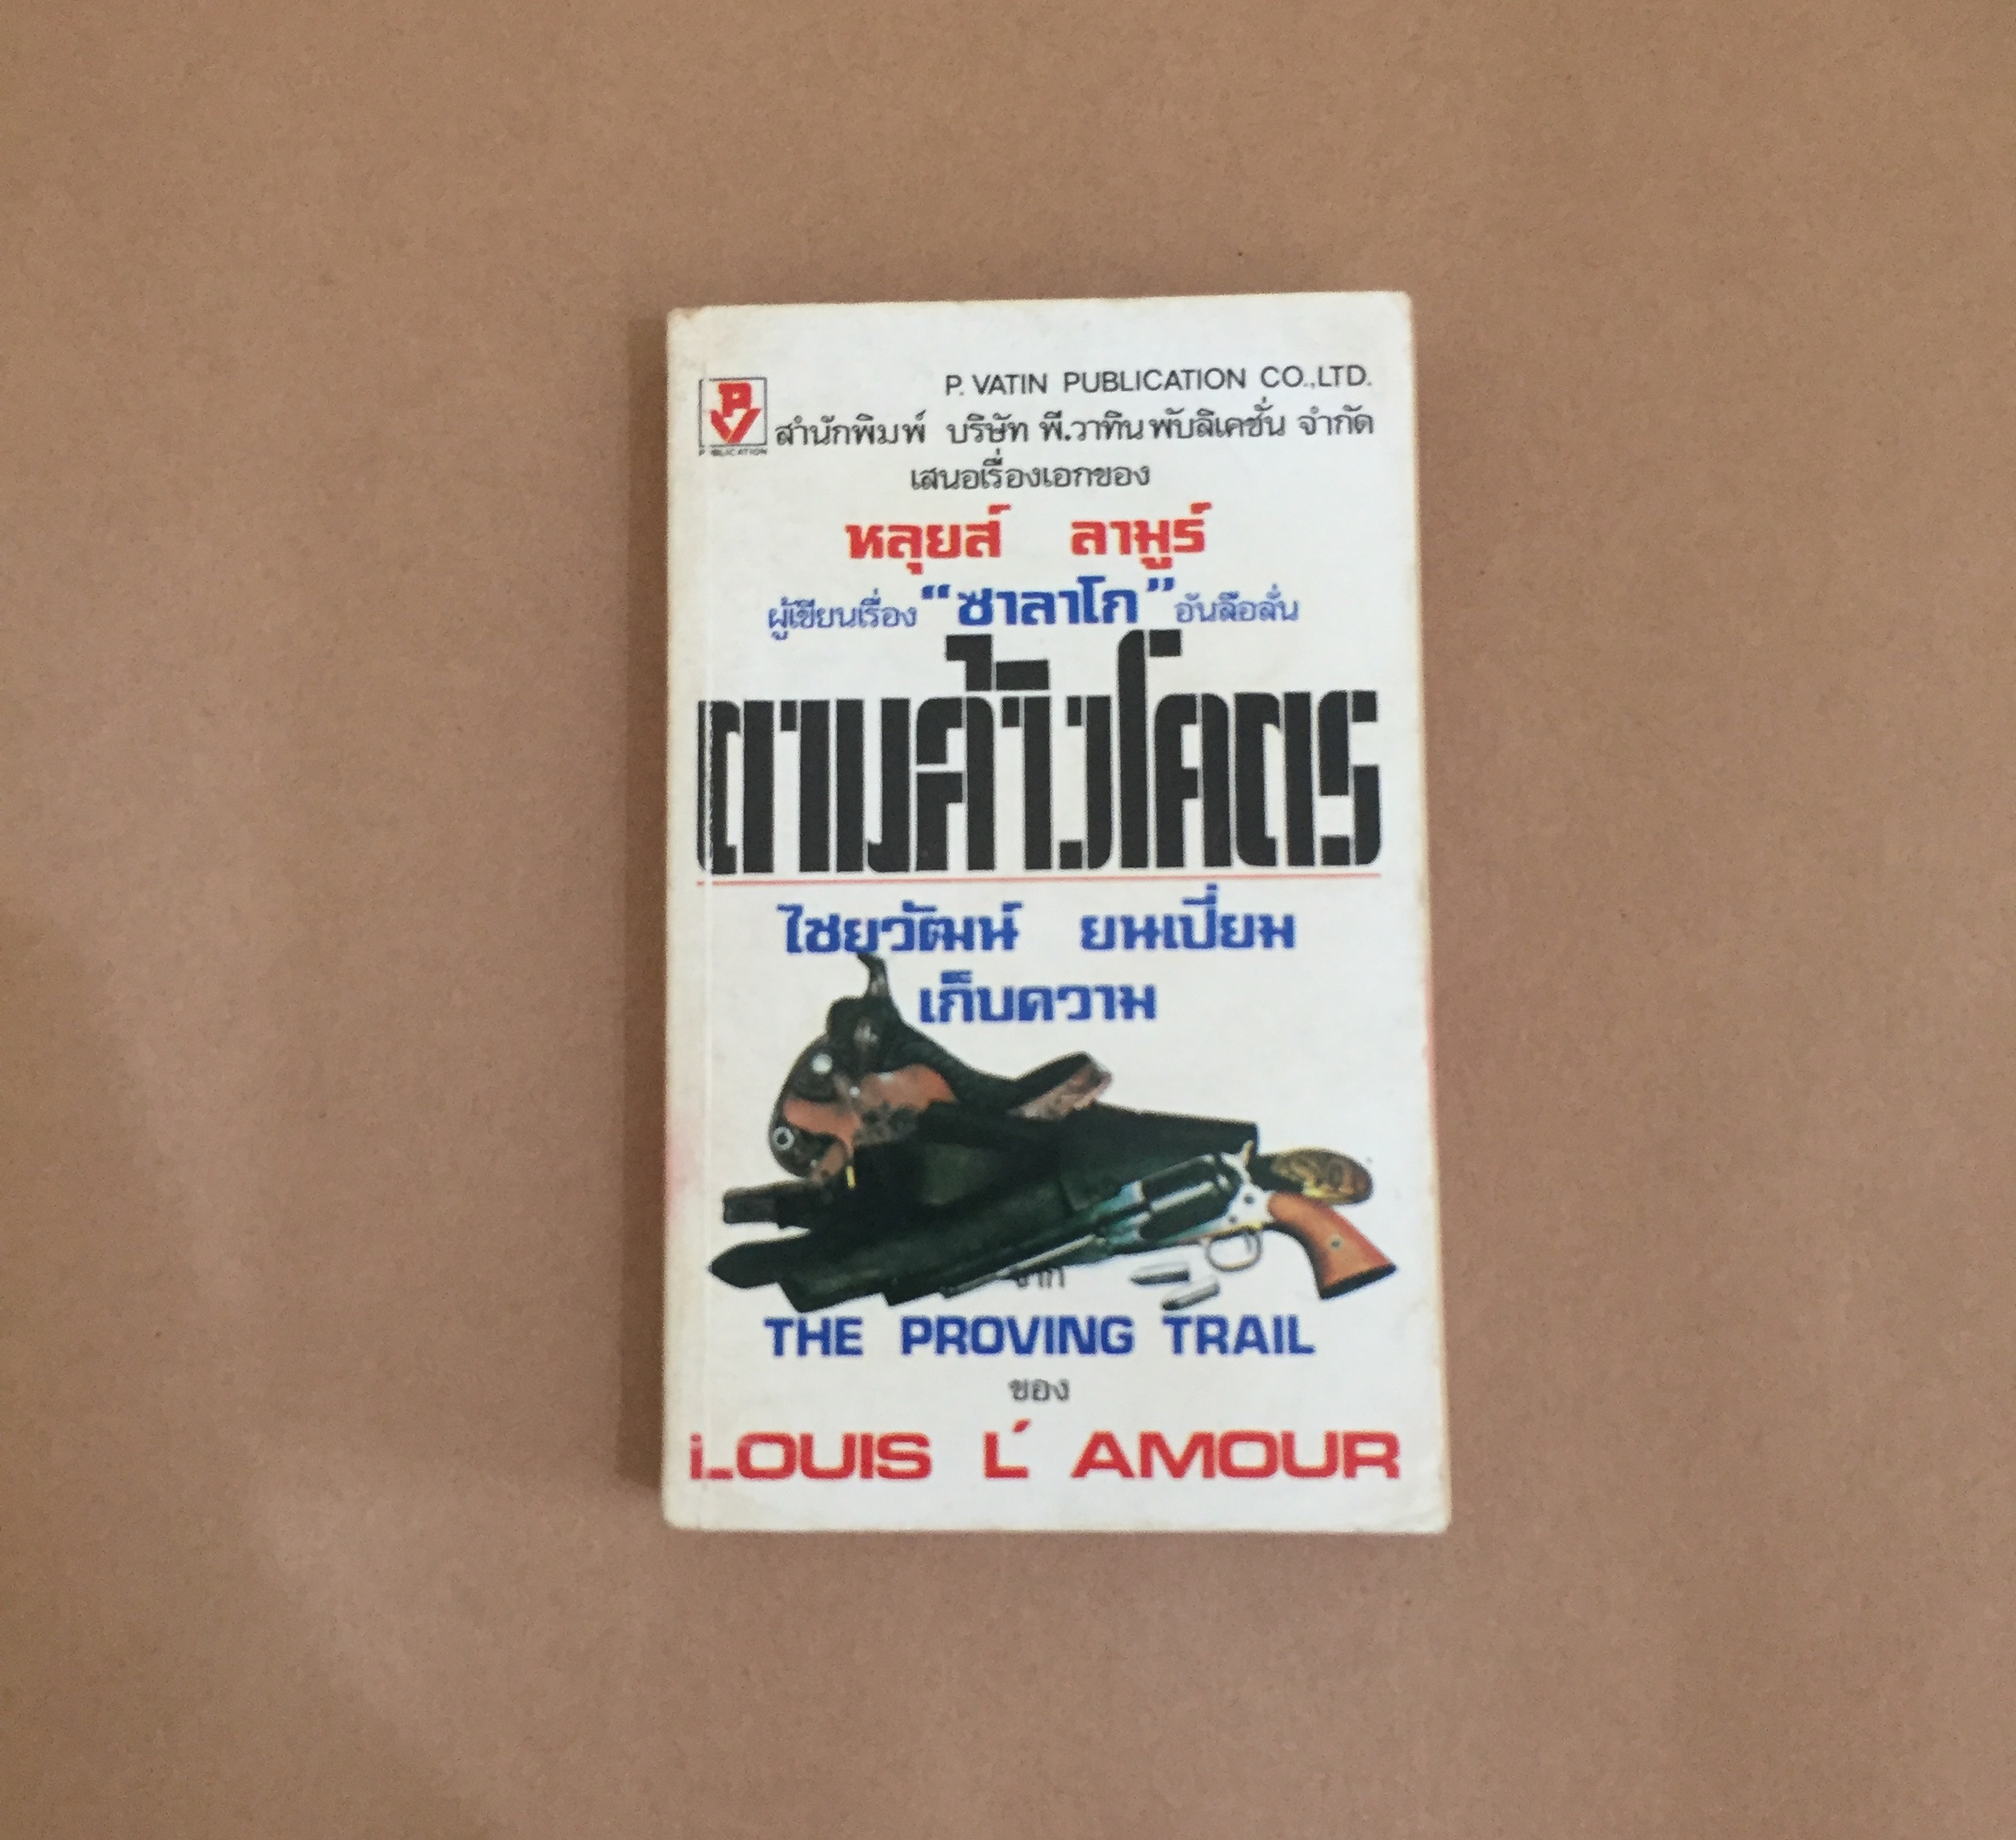 P. VATIN PUBLICATION CO.,LTD.
PV
สำนักพิมพ์ บริษัท พี.วาทินพับลิเคชั่น จำกัด
เสนอเรื่องเอกของ
หลุยส์ ลามูร์
ผู้เขียนเรื่อง “ซาลาโก” อันลือลั่น
ตามล้างโคตร
ไชยวัฒน์ ยนเปี่ยม
เก็บความ
จาก
THE PROVING TRAIL
ของ
LOUIS L' AMOUR